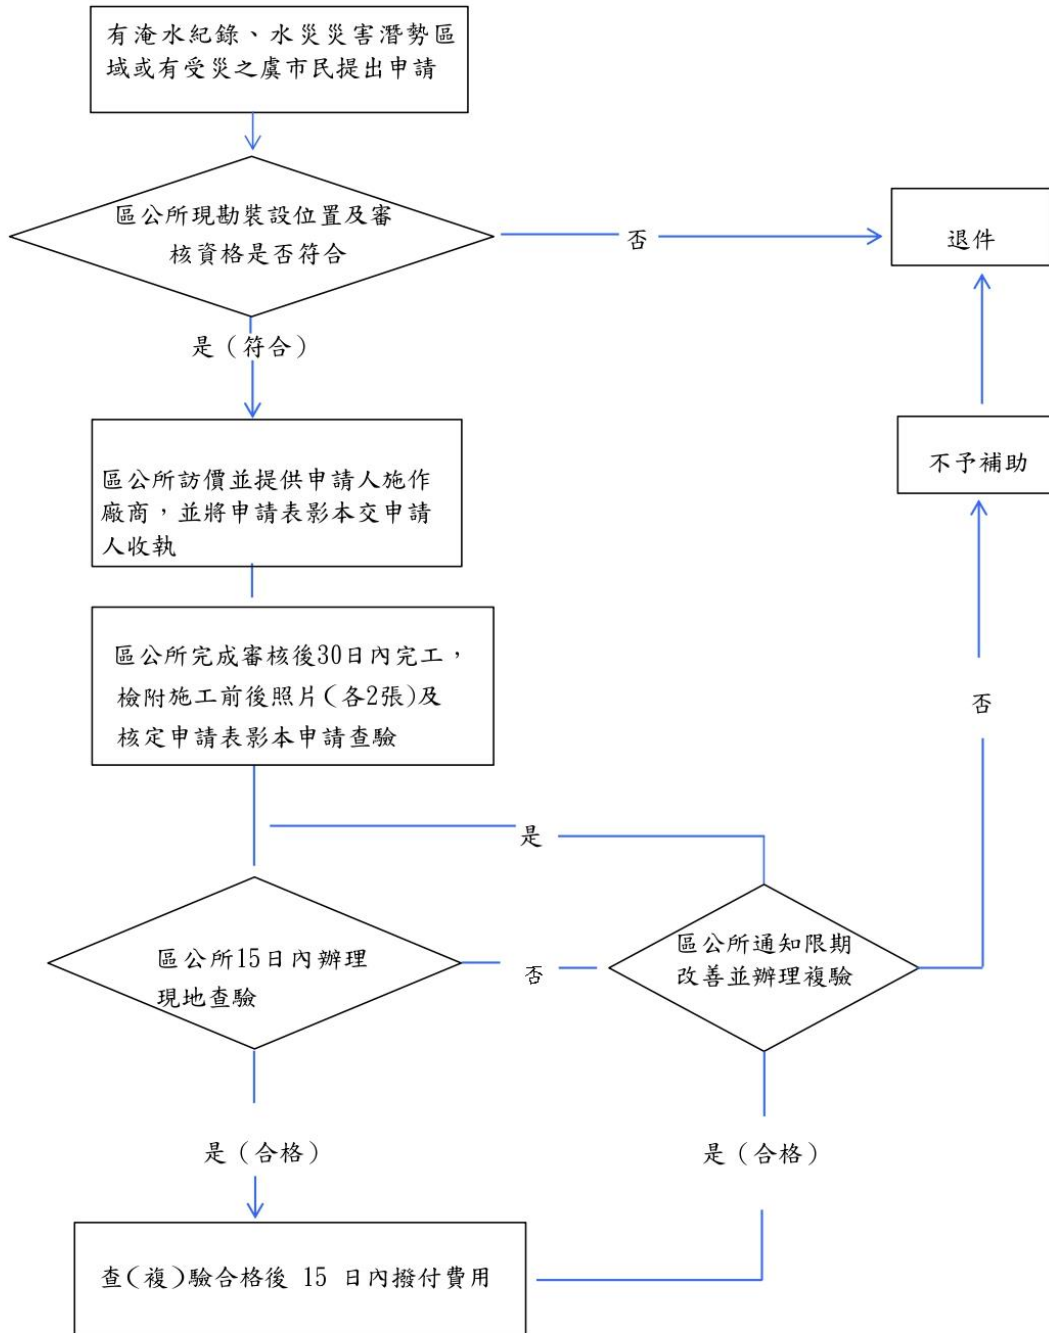 有淹水紀錄、水災災害潛勢區
域或有受災之虞市民提出申請
區公所現勘裝設位置及審
核資格是否符合
否
退件
是（符合）
區公所訪價並提供申請人施作
廠商，並將申請表影本交申請
人收執
不予補助
區公所完成審核後30日內完工，
檢附施工前後照片(各2張)及
核定申請表影本申請查驗
否
是
區公所15日內辦理
現地查驗
否
區公所通知限期
改善並辦理複驗
是（合格）
是（合格）
查(複)驗合格後 15 日內撥付費用